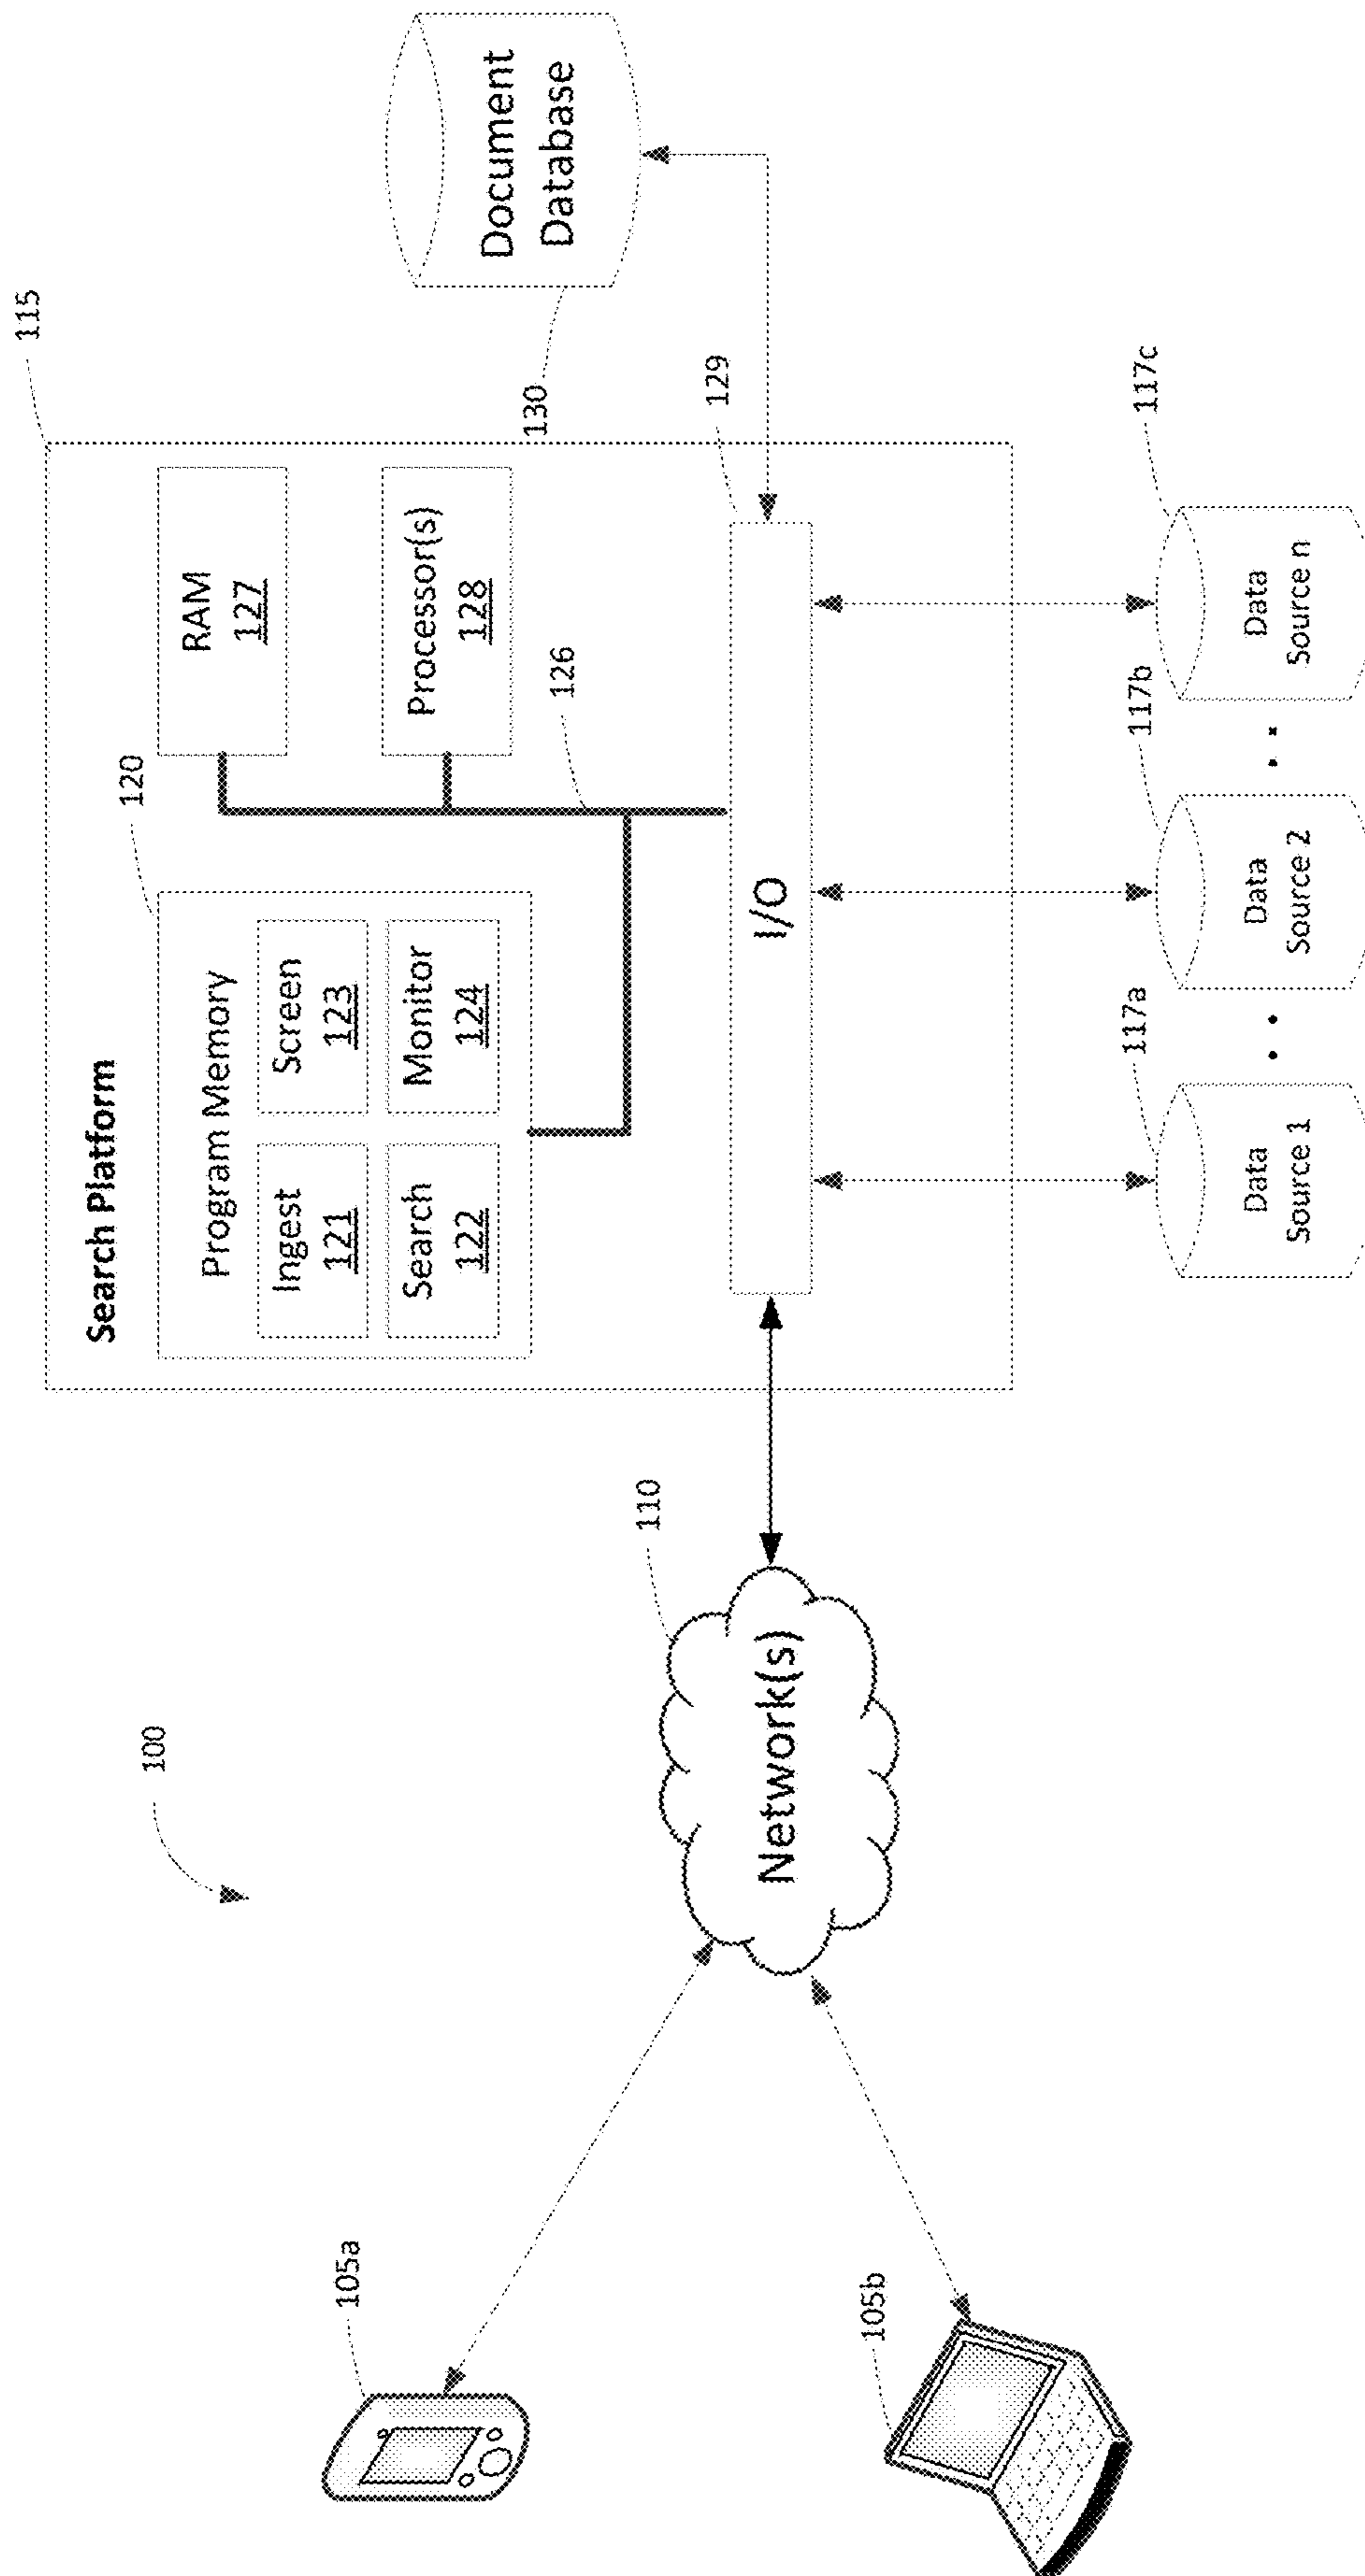 100
105a
105b
110
Network(s)
115
Search Platform
120
Program Memory
Ingest
121
Screen
123
Search
122
Monitor
124
RAM
127
Processor(s)
128
126
129
I/O
130
Document
Database
117a
Data
Source 1
117b
Data
Source 2
117c
Data
Source n